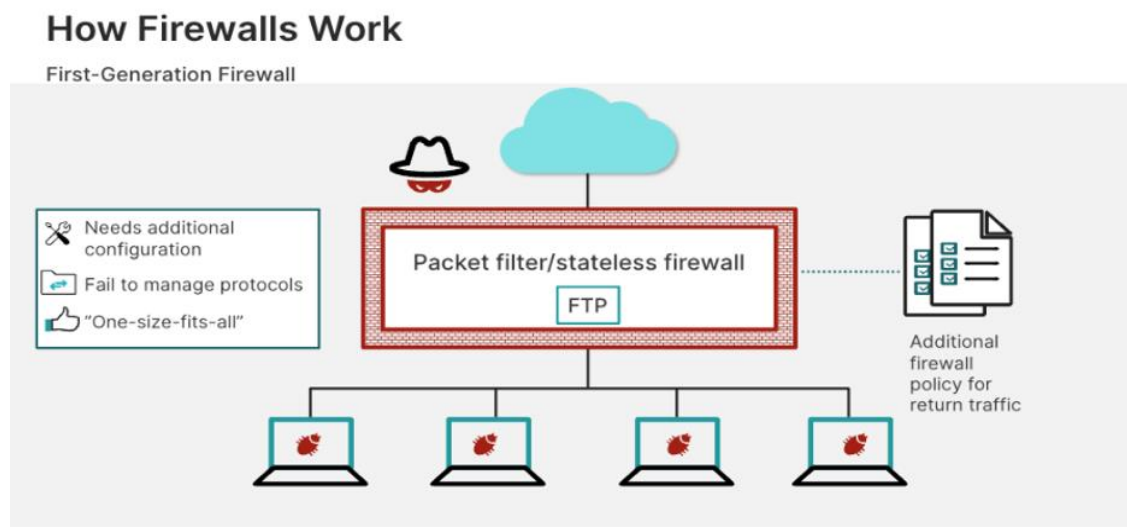 How Firewalls Work
First-Generation Firewall
Needs additional
configuration
Fail to manage protocols
"One-size-fits-all"
Packet filter/stateless firewall
FTP
Additional
firewall
policy for
return traffic